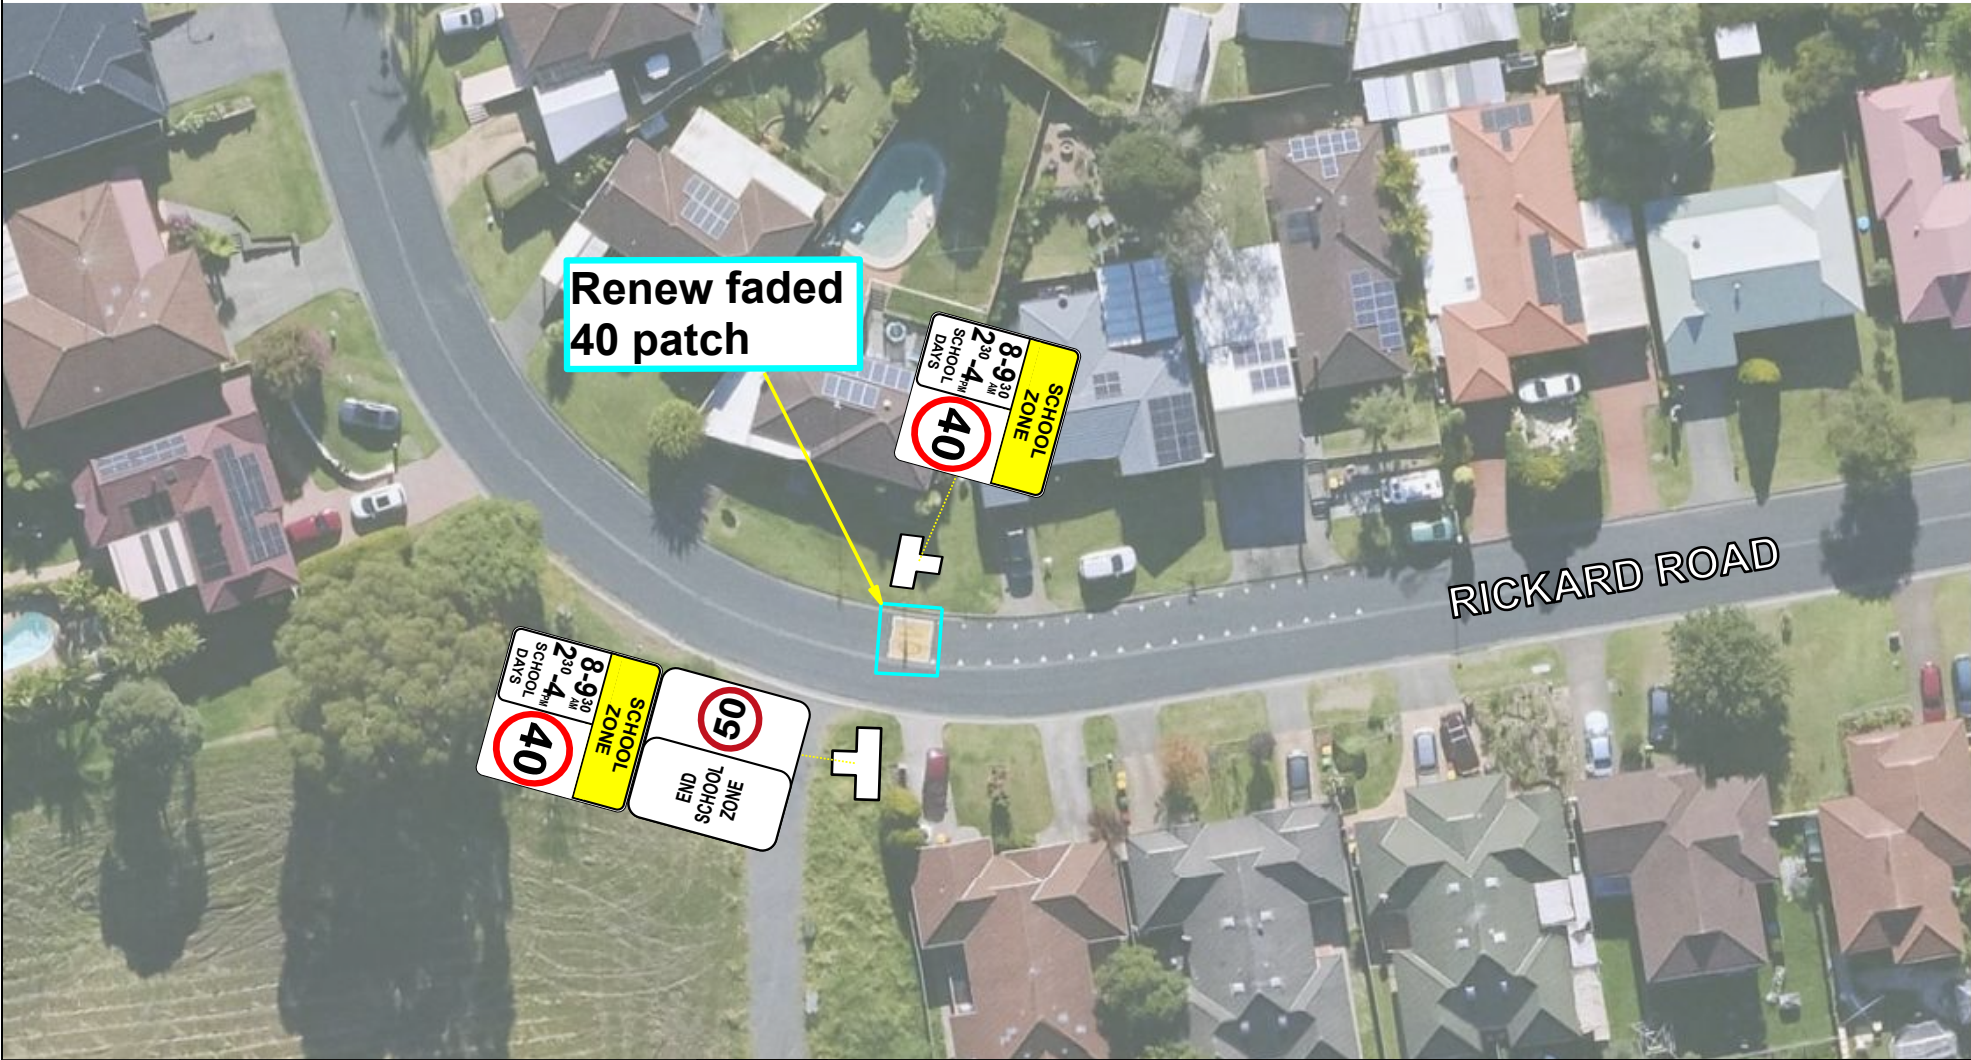 Renew faded
40 patch
SCHOOL
ZONE
8-9³⁰ AM
2³⁰-4 PM
SCHOOL
DAYS
40
RICKARD ROAD
SCHOOL
ZONE
8-9³⁰ AM
2³⁰-4 PM
SCHOOL
DAYS
40
50
END
SCHOOL
ZONE